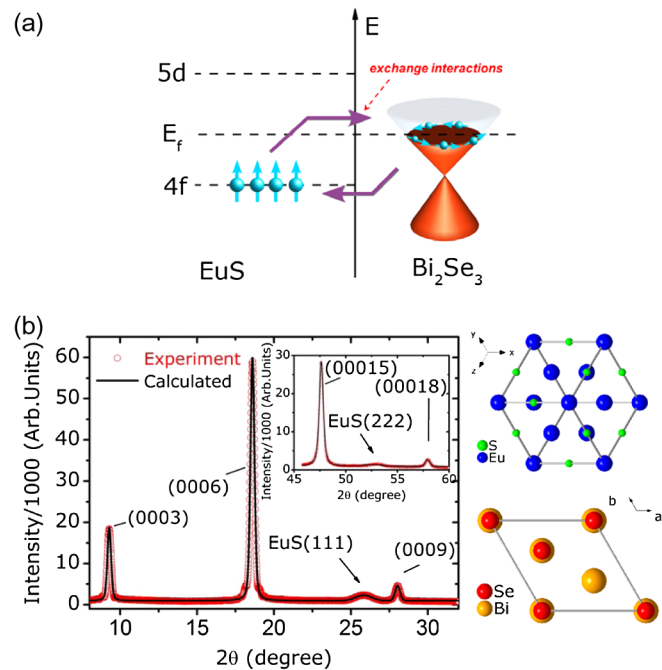 (a)
E
5d
exchange interactions
E_f
4f
EuS
Bi₂Se₃
(b)
Intensity/1000 (Arb.Units)
60
50
40
30
20
10
0
10
15
20
25
30
2θ (degree)
Experiment
Calculated
(0003)
(0006)
EuS(111)
(0009)
Intensity/1000 (Arb.Units)
30
20
10
0
45
50
55
60
2θ (degree)
(00015)
(00018)
EuS(222)
y
x
z
S
Eu
b
a
Se
Bi